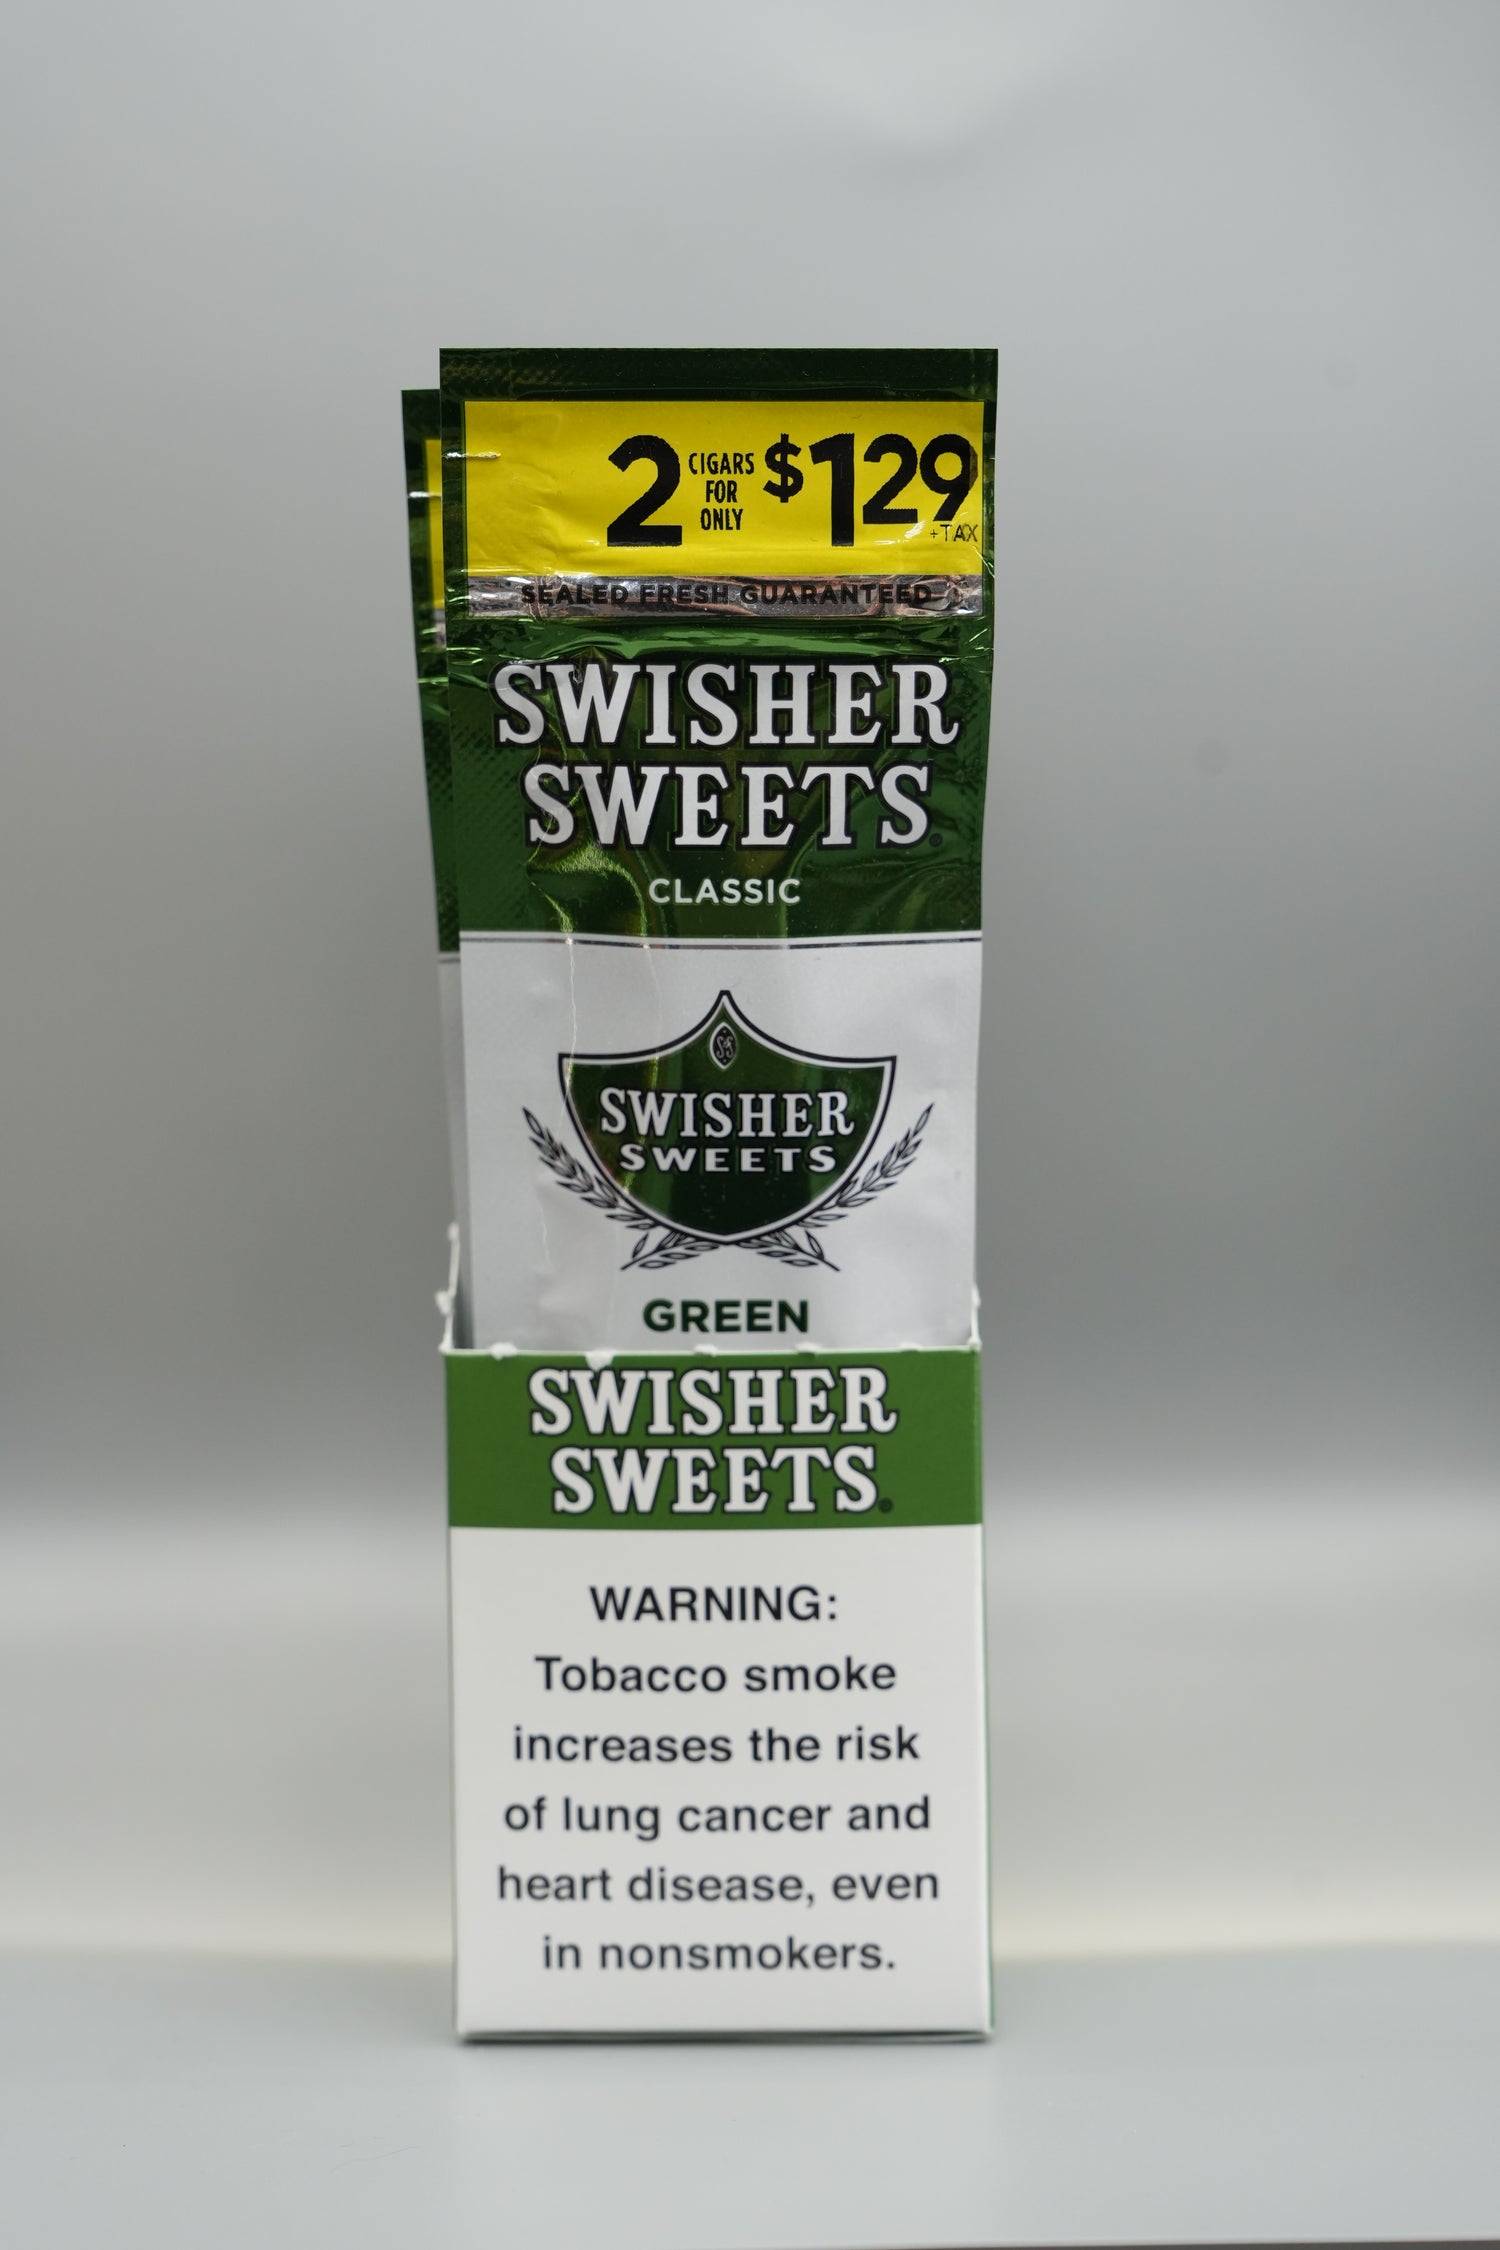 2 CIGARS FOR ONLY $1.29 +TAX
SEALED FRESH GUARANTEED
SWISHER
SWEETS
CLASSIC
SWISHER
SWEETS
GREEN
SWISHER
SWEETS
WARNING:
Tobacco smoke
increases the risk
of lung cancer and
heart disease, even
in nonsmokers.